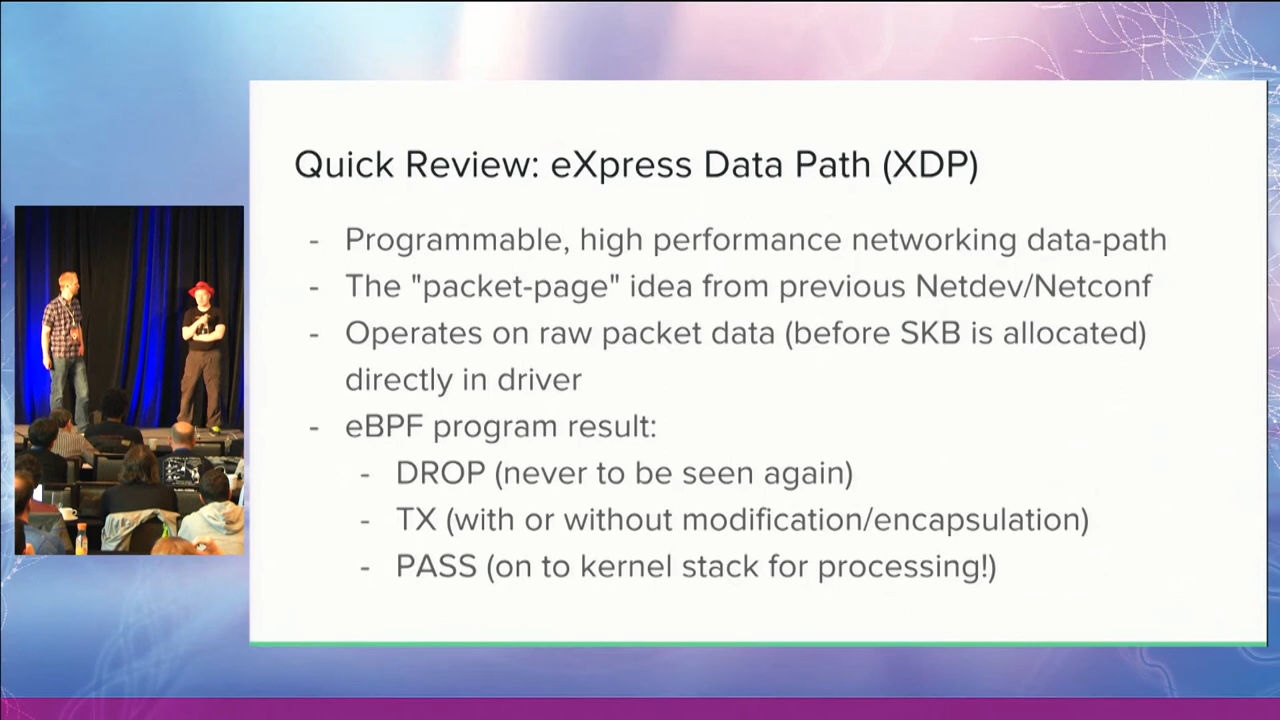 Quick Review: eXpress Data Path (XDP)
- Programmable, high performance networking data-path
- The "packet-page" idea from previous Netdev/Netconf
- Operates on raw packet data (before SKB is allocated)
directly in driver
- eBPF program result:
- DROP (never to be seen again)
- TX (with or without modification/encapsulation)
- PASS (on to kernel stack for processing!)